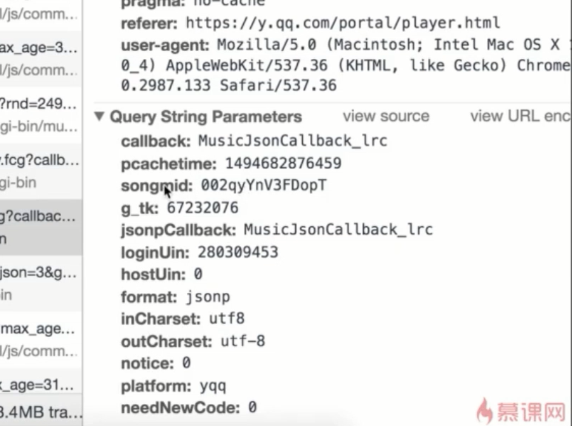 pragma: no-cache
/js/comm...
referer: https://y.qq.com/portal/player.html
ax_age=3...
user-agent: Mozilla/5.0 (Macintosh; Intel Mac OS X 1
l/js/comm...
0_4) AppleWebKit/537.36 (KHTML, like Gecko) Chrome
0.2987.133 Safari/537.36
?rnd=249...
gi-bin/mu...
Query String Parameters view source view URL enc
callback: MusicJsonCallback_lrc
.fcg?callb...
pcachetime: 1494682876459
gi-bin
songmid: 002qyYnV3FDopT
g_tk: 67232076
g?callbac...
jsonpCallback: MusicJsonCallback_lrc
n
loginUin: 280309453
json=3&g...
hostUin: 0
in
format: jsonp
inCharset: utf8
max_age...
outCharset: utf-8
l/js/comm...
notice: 0
x_age=31...
platform: yqq
3.4MB tra...
needNewCode: 0
慕课网